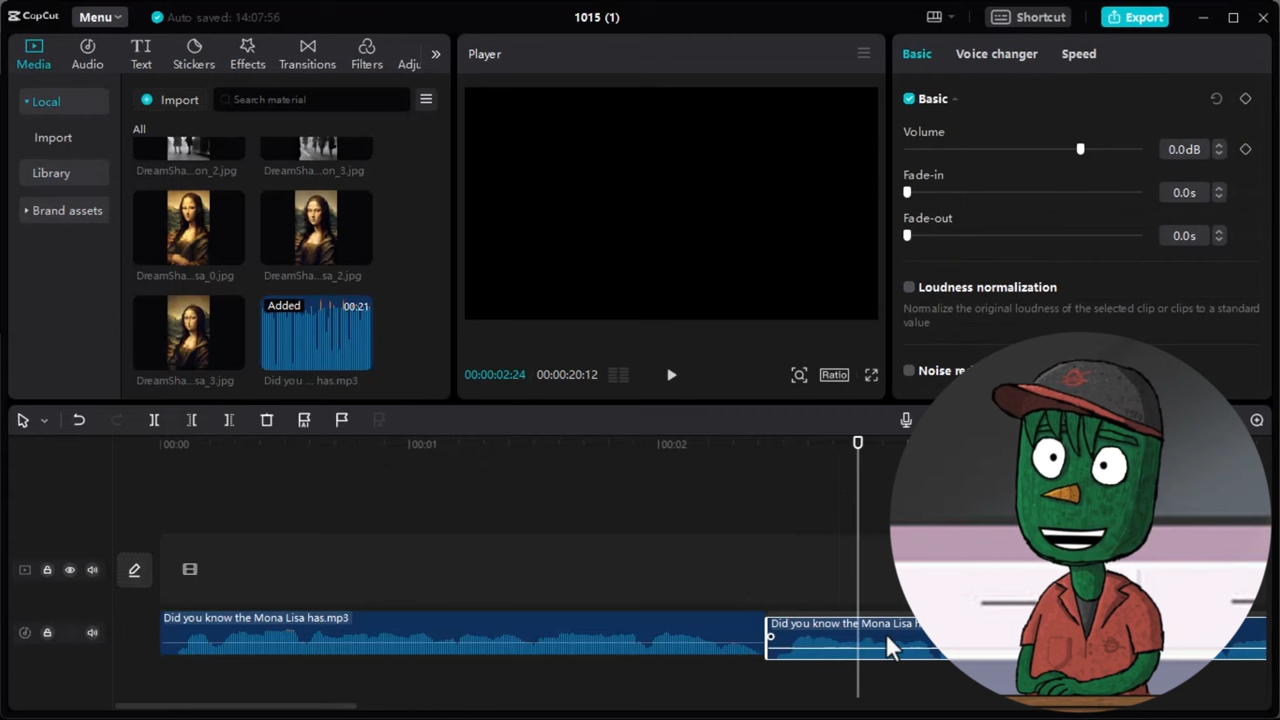 CapCut
Menu
Auto saved: 14:07:56
1015 (1)
Shortcut
Export
Media
Audio
Text
Stickers
Effects
Transitions
Filters
Adju
Player
Basic
Voice changer
Speed
Local
Import
Library
Brand assets
Import
Search material
All
DreamSha...on_2.jpg
DreamSha...on_3.jpg
DreamSha...sa_0.jpg
DreamSha...sa_2.jpg
Added
00:21
DreamSha...sa_3.jpg
Did you ... has.mp3
00:00:02:24
00:00:20:12
Ratio
Basic
Volume
0.0dB
Fade-in
0.0s
Fade-out
0.0s
Loudness normalization
Normalize the original loudness of the selected clip or clips to a standard
value
Noise re
00:00
00:01
00:02
Did you know the Mona Lisa has.mp3
Did you know the Mona Lisa h